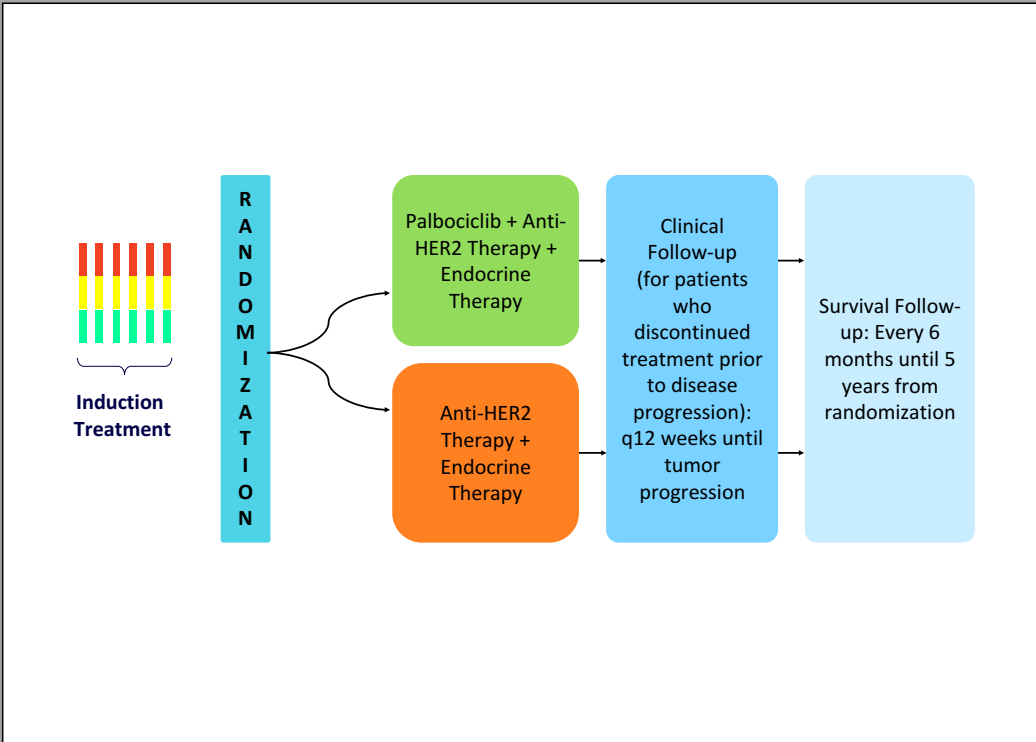 Induction
Treatment
R
A
N
D
O
M
I
Z
A
T
I
O
N
Palbociclib + Anti-
HER2 Therapy +
Endocrine
Therapy
Anti-HER2
Therapy +
Endocrine
Therapy
Clinical
Follow-up
(for patients
who
discontinued
treatment prior
to disease
progression):
q12 weeks until
tumor
progression
Survival Follow-
up: Every 6
months until 5
years from
randomization